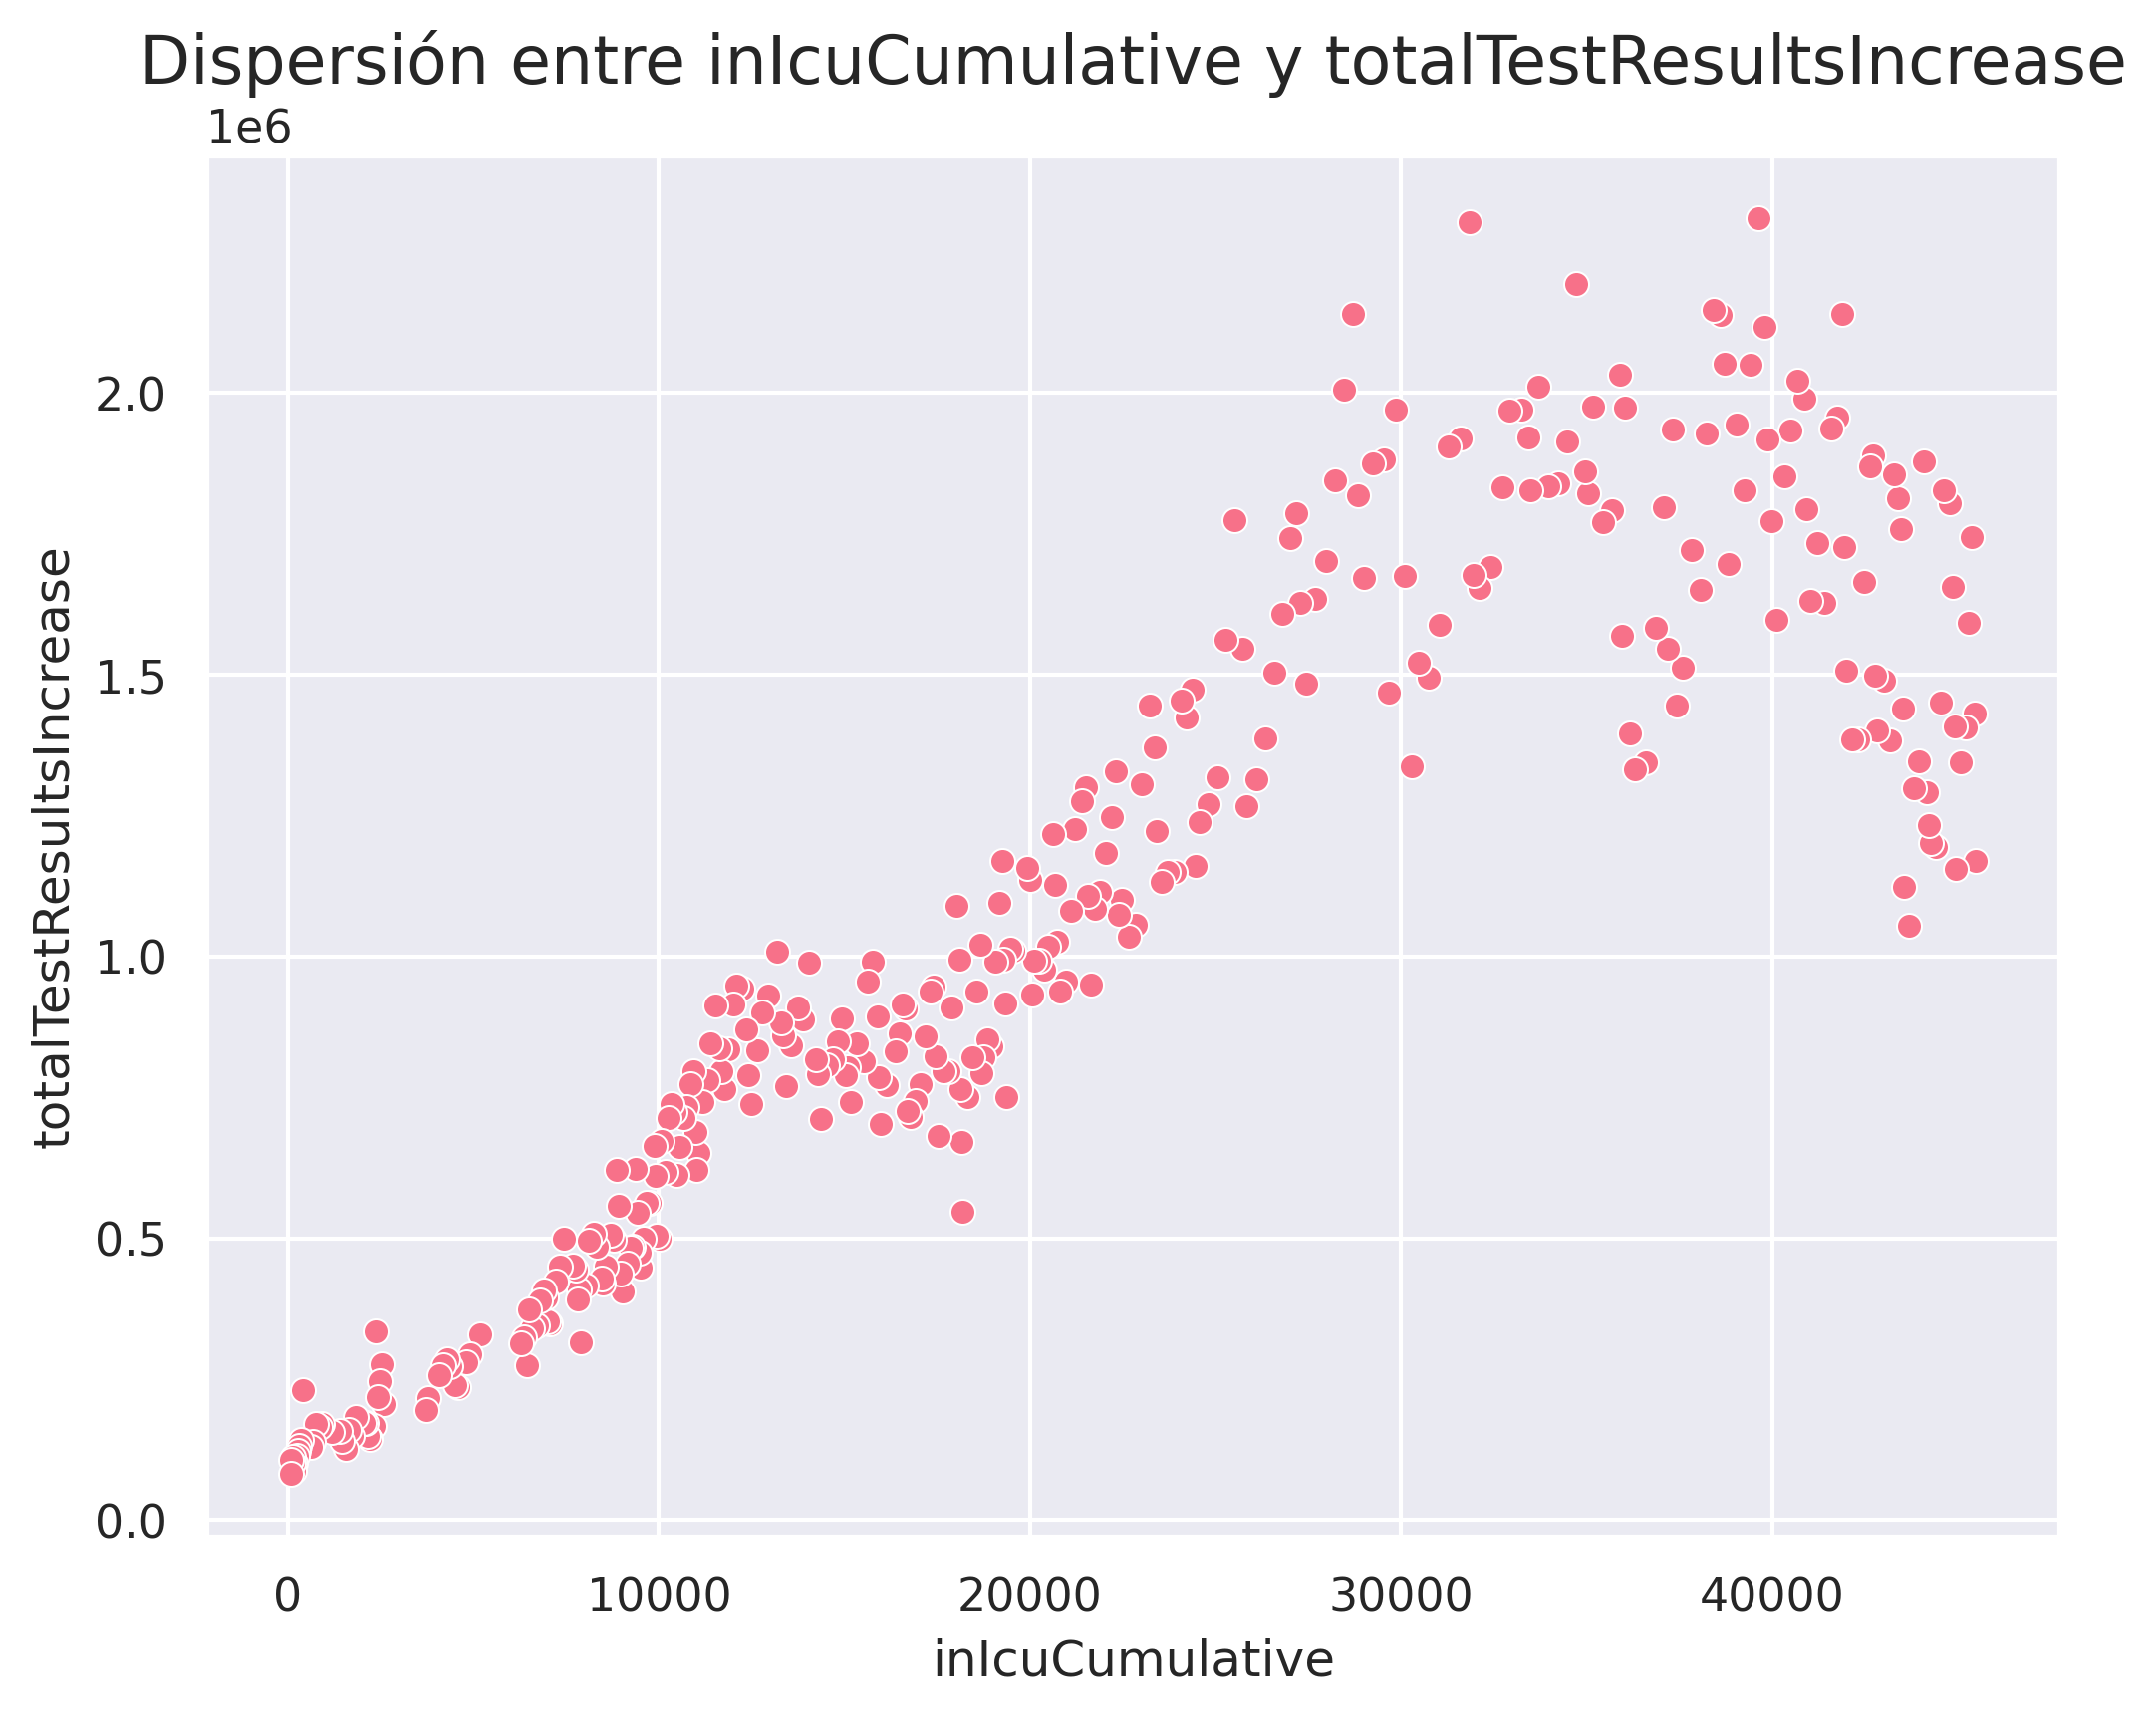 Dispersión entre inIcuCumulative y totalTestResultsIncrease
1e6
2.0
1.5
1.0
0.5
0.0
totalTestResultsIncrease
0 10000 20000 30000 40000
inIcuCumulative